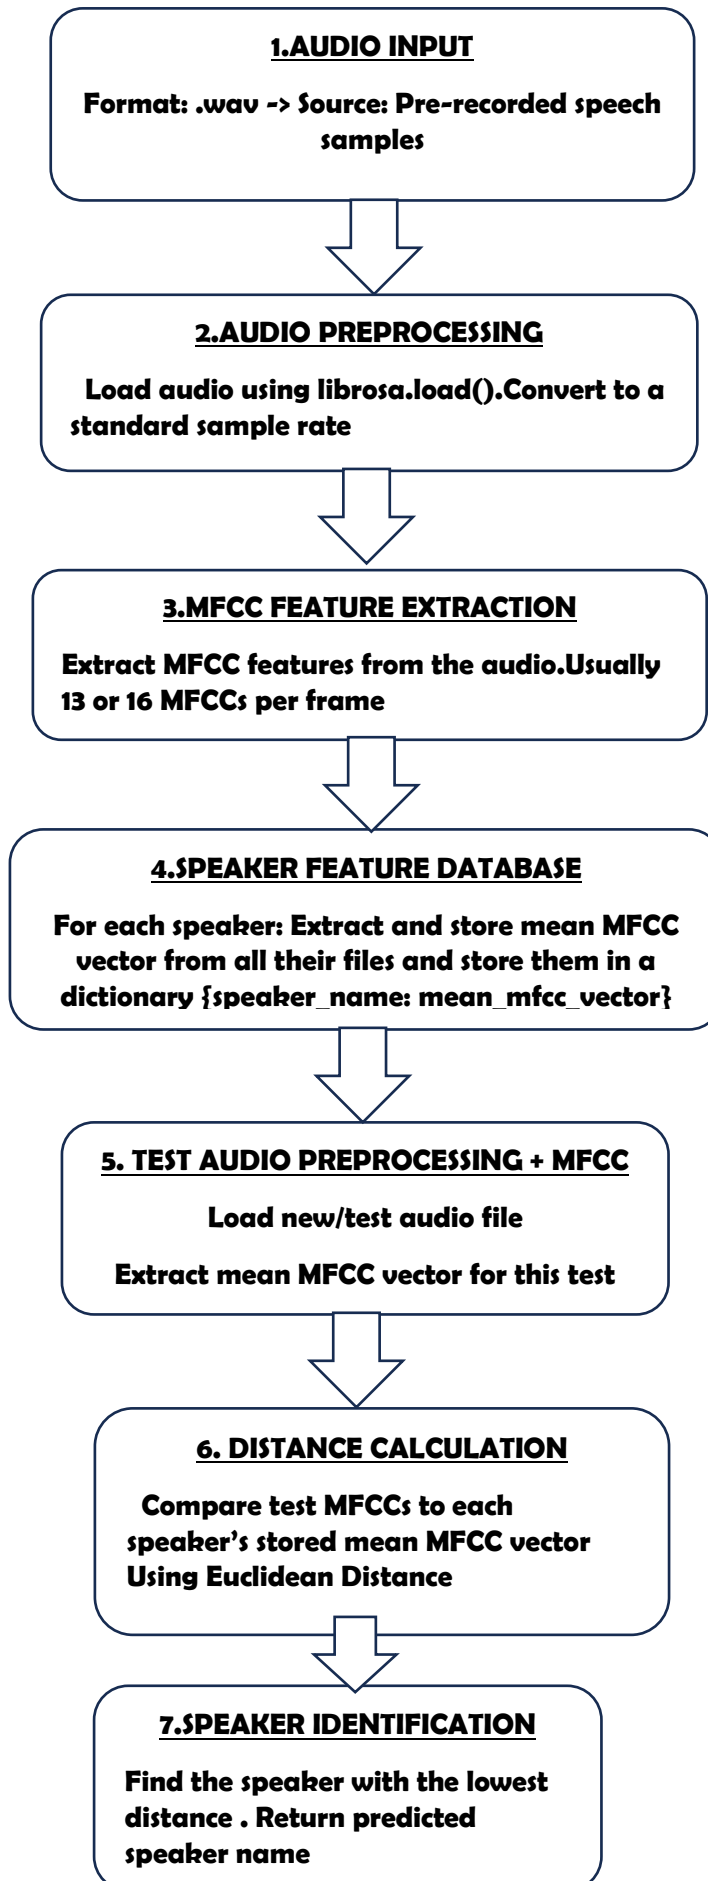 1.AUDIO INPUT
Format: .wav -> Source: Pre-recorded speech
samples
2.AUDIO PREPROCESSING
Load audio using librosa.load().Convert to a
standard sample rate
3.MFCC FEATURE EXTRACTION
Extract MFCC features from the audio.Usually
13 or 16 MFCCs per frame
4.SPEAKER FEATURE DATABASE
For each speaker: Extract and store mean MFCC
vector from all their files and store them in a
dictionary {speaker_name: mean_mfcc_vector}
5. TEST AUDIO PREPROCESSING + MFCC
Load new/test audio file
Extract mean MFCC vector for this test
6. DISTANCE CALCULATION
Compare test MFCCs to each
speaker’s stored mean MFCC vector
Using Euclidean Distance
7.SPEAKER IDENTIFICATION
Find the speaker with the lowest
distance . Return predicted
speaker name